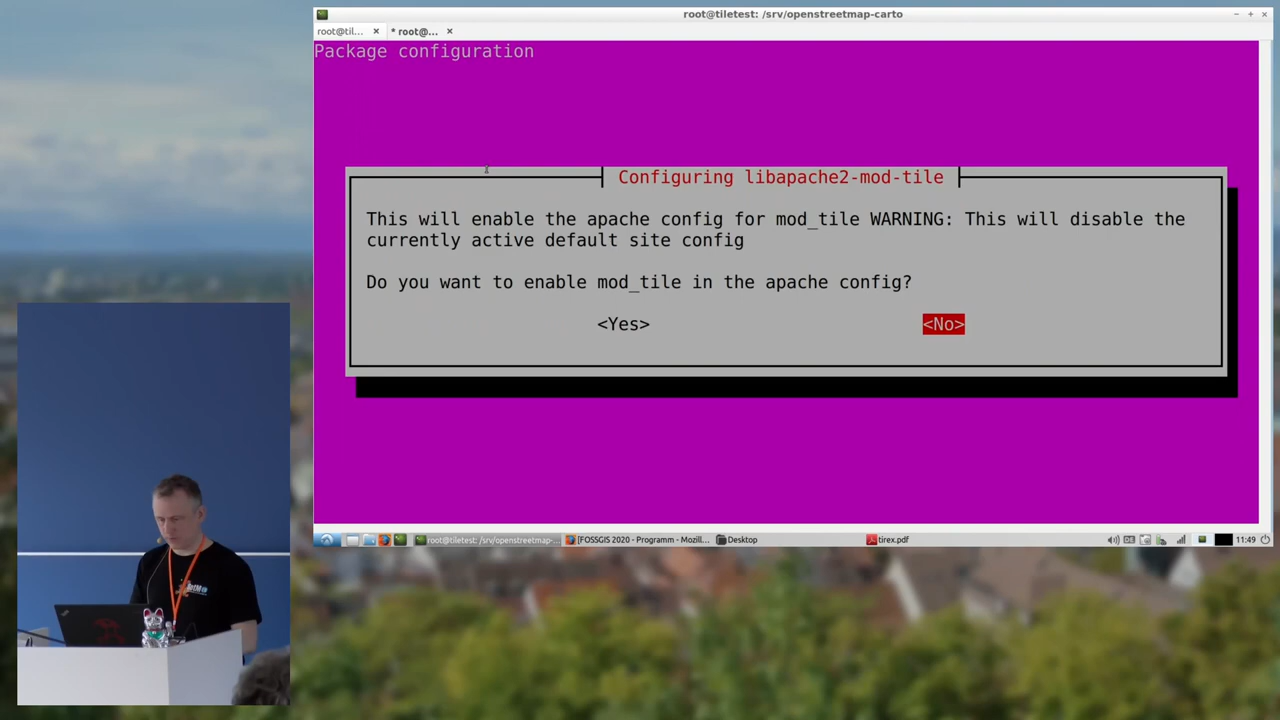 root@tiletest: /srv/openstreetmap-carto
root@til...
* root@...
Package configuration
Configuring libapache2-mod-tile
This will enable the apache config for mod_tile WARNING: This will disable the
currently active default site config
Do you want to enable mod_tile in the apache config?
<Yes> <No>
root@tiletest: /srv/openstreetmap-... [FOSSGIS 2020 - Programm - Mozill... Desktop tirex.pdf DE 11:49